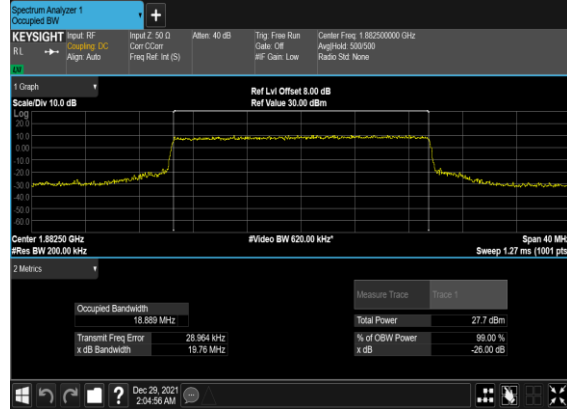 Spectrum Analyzer 1
Occupied BW
KEYSIGHT Input: RF Input Z: 50 Ω Atten: 40 dB Trig: Free Run Center Freq: 1.882500000 GHz
RL Coupling: DC Corr CCorr Gate: Off Avg|Hold: 500/500
Align: Auto Freq Ref: Int (S) #IF Gain: Low Radio Std: None
LXI
1 Graph
Ref Lvl Offset 8.00 dB
Scale/Div 10.0 dB Ref Value 30.00 dBm
Log
20.0
10.0
0.00
-10.0
-20.0
-30.0
-40.0
-50.0
-60.0
Center 1.88250 GHz #Video BW 620.00 kHz* Span 40 MHz
#Res BW 200.00 kHz Sweep 1.27 ms (1001 pts)
2 Metrics
Measure Trace Trace 1
Occupied Bandwidth
18.889 MHz Total Power 27.7 dBm
Transmit Freq Error 28.964 kHz % of OBW Power 99.00 %
x dB Bandwidth 19.76 MHz x dB -26.00 dB
Dec 29, 2021
2:04:56 AM